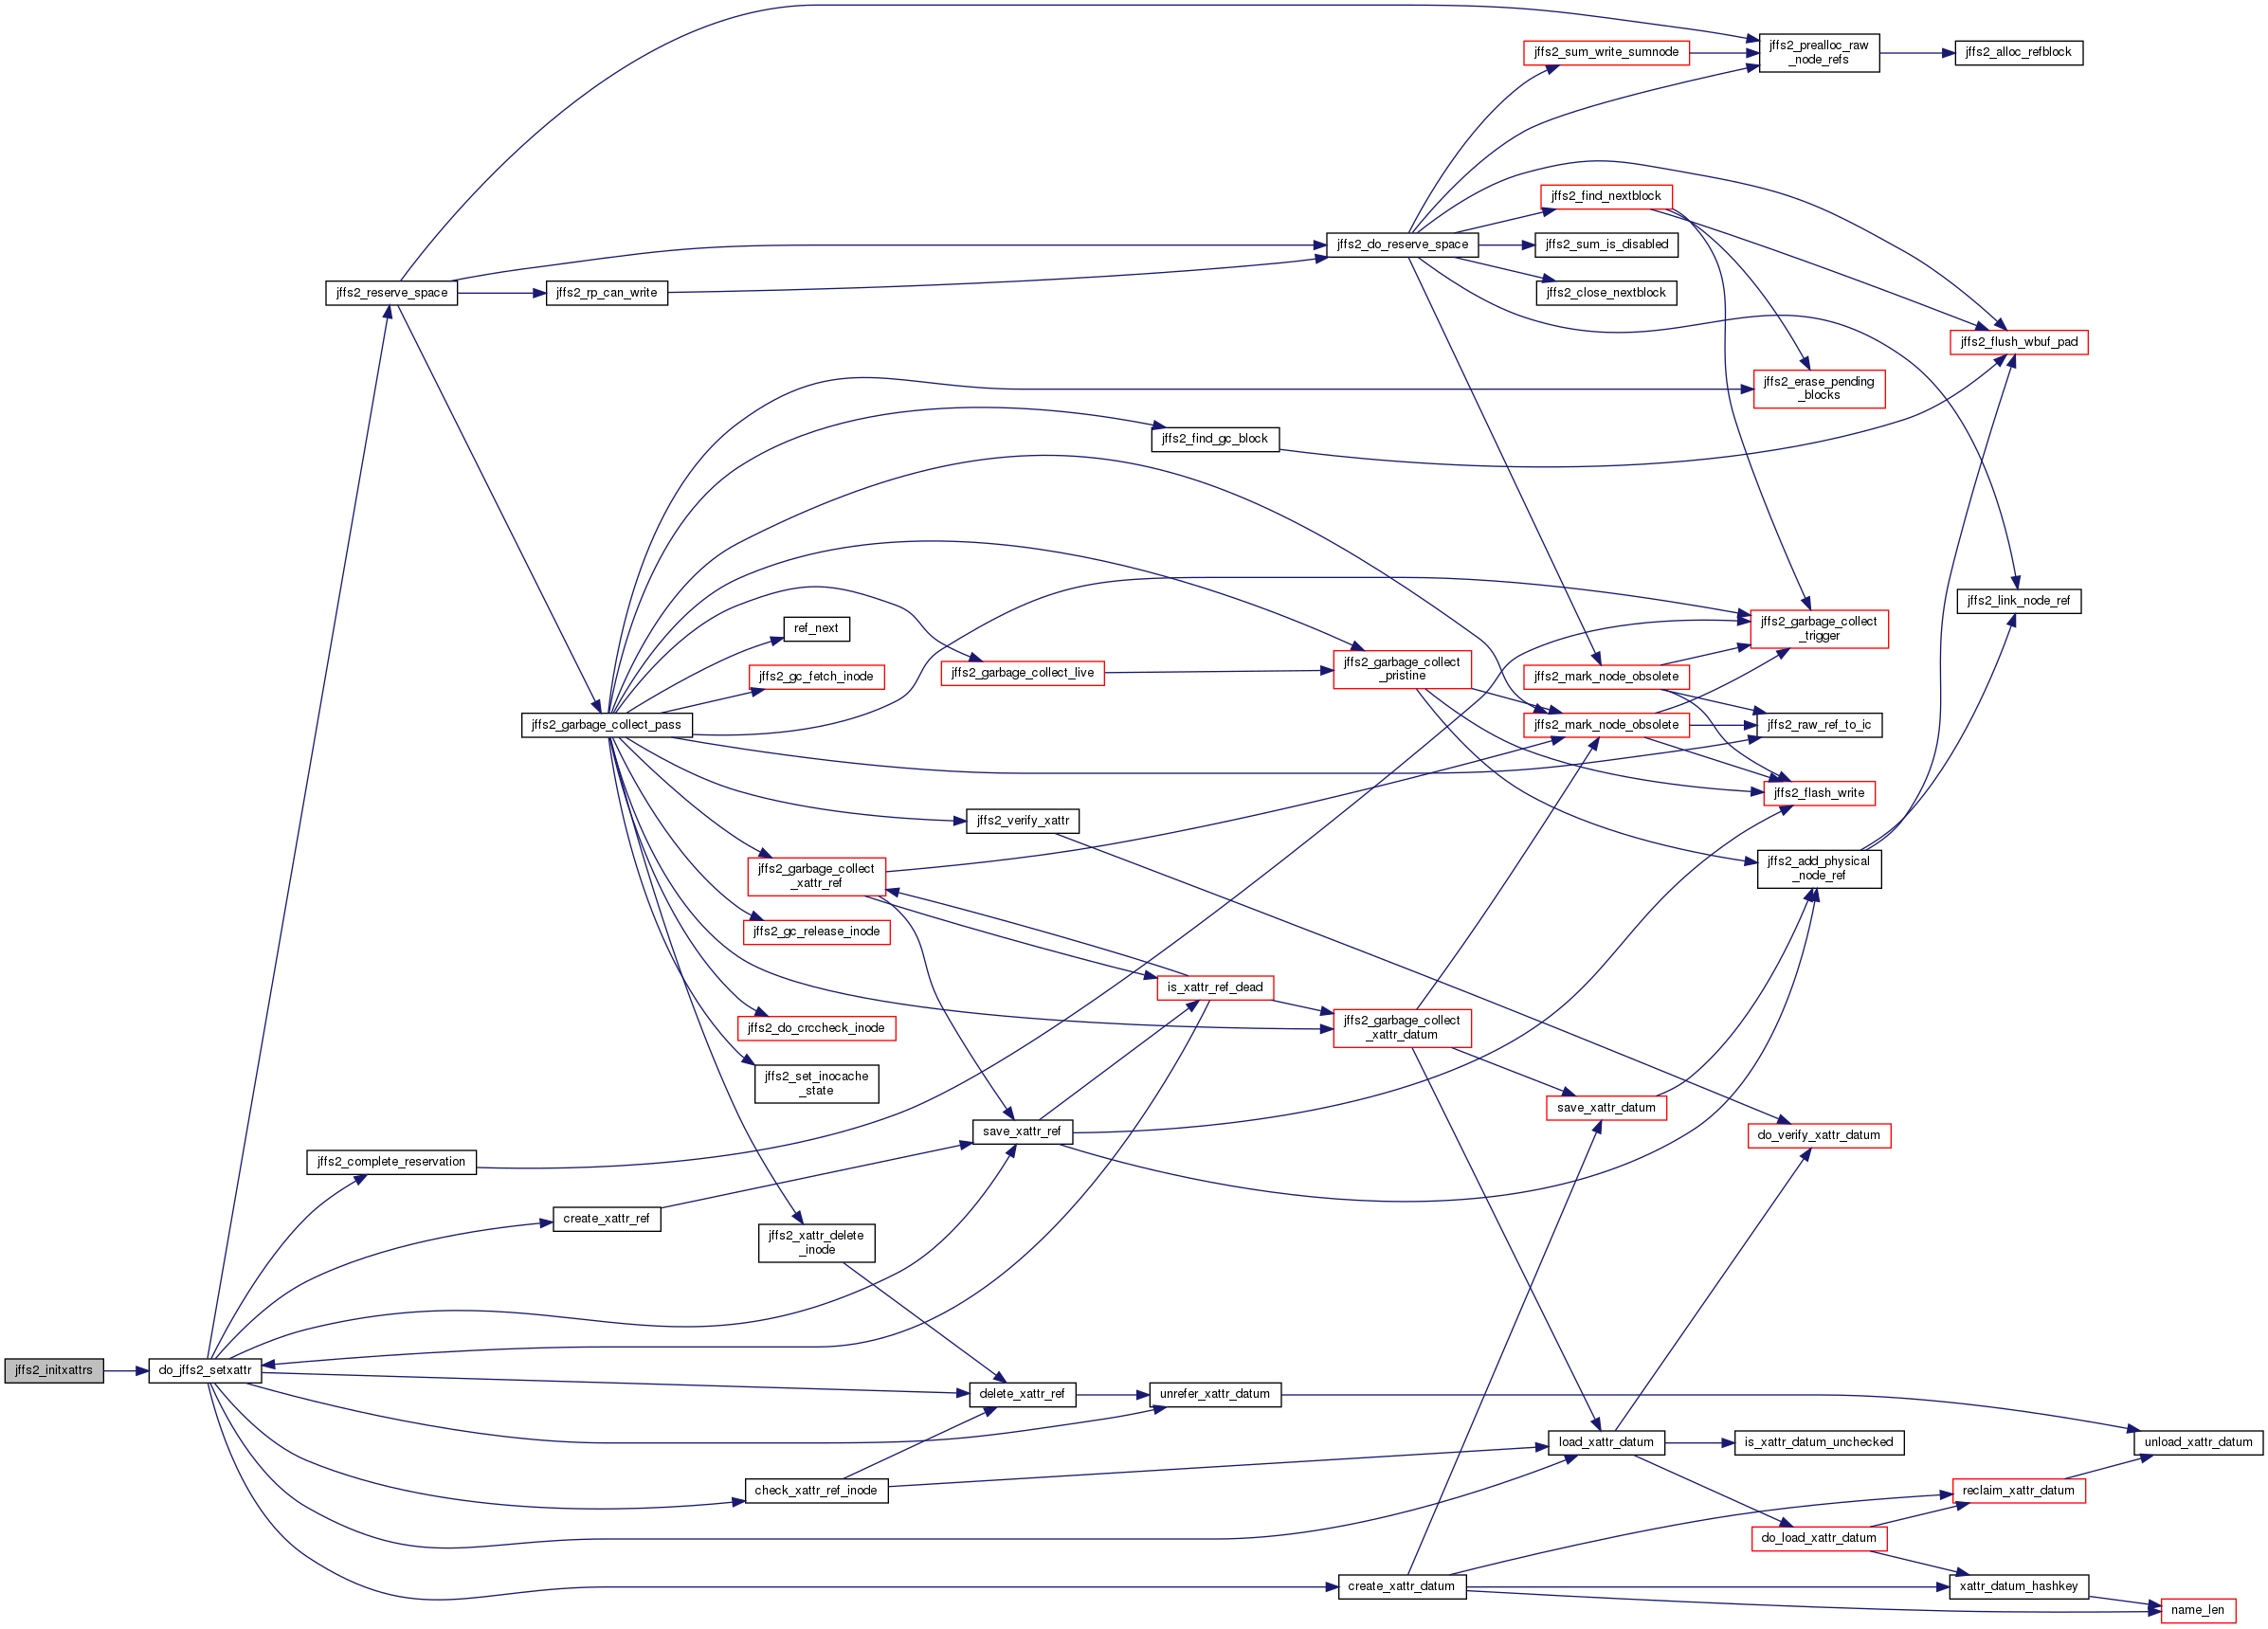 jffs2_sum_write_sumnode
jffs2_prealloc_raw
_node_refs
jffs2_alloc_refblock
jffs2_find_nextblock
jffs2_do_reserve_space
jffs2_sum_is_disabled
jffs2_reserve_space
jffs2_rp_can_write
jffs2_close_nextblock
jffs2_flush_wbuf_pad
jffs2_erase_pending
_blocks
jffs2_find_gc_block
jffs2_link_node_ref
ref_next
jffs2_garbage_collect
_trigger
jffs2_gc_fetch_inode
jffs2_garbage_collect_live
jffs2_garbage_collect
_pristine
jffs2_mark_node_obsolete
jffs2_garbage_collect_pass
jffs2_mark_node_obsolete
jffs2_raw_ref_to_ic
jffs2_flash_write
jffs2_verify_xattr
jffs2_garbage_collect
_xattr_ref
jffs2_add_physical
_node_ref
jffs2_gc_release_inode
is_xattr_ref_dead
jffs2_do_crccheck_inode
jffs2_garbage_collect
_xattr_datum
jffs2_set_inocache
_state
save_xattr_datum
save_xattr_ref
do_verify_xattr_datum
jffs2_complete_reservation
create_xattr_ref
jffs2_xattr_delete
_inode
jffs2_initxattrs
do_jffs2_setxattr
delete_xattr_ref
unrefer_xattr_datum
load_xattr_datum
is_xattr_datum_unchecked
unload_xattr_datum
check_xattr_ref_inode
reclaim_xattr_datum
do_load_xattr_datum
create_xattr_datum
xattr_datum_hashkey
name_len